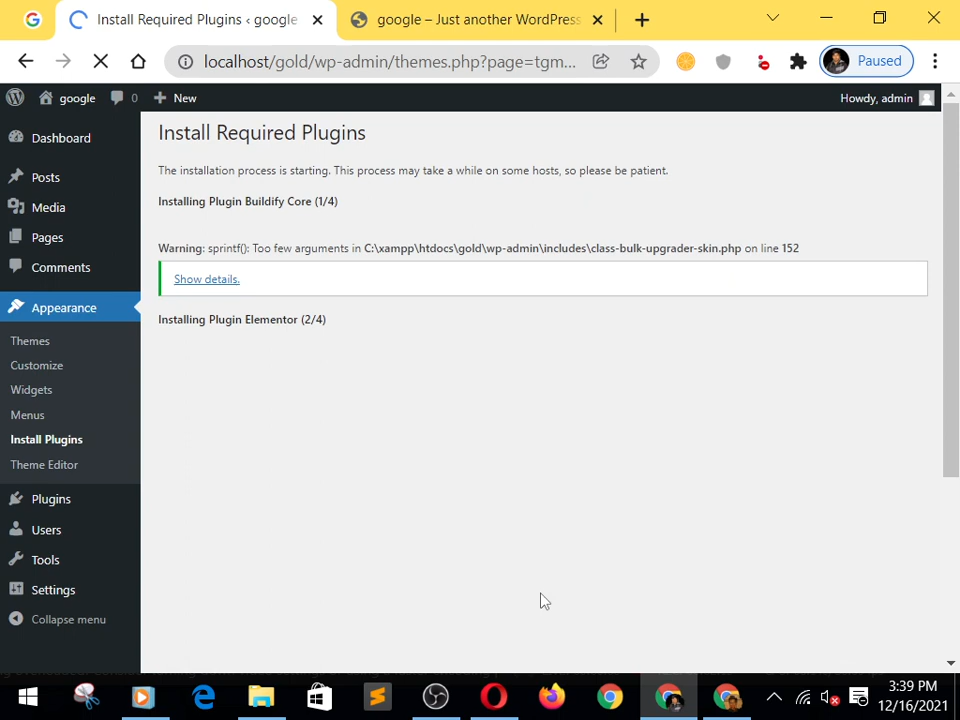 Install Required Plugins ‹ google
google – Just another WordPress
localhost/gold/wp-admin/themes.php?page=tgm...
Paused
google
0
New
Howdy, admin
Dashboard
Posts
Media
Pages
Comments
Appearance
Themes
Customize
Widgets
Menus
Install Plugins
Theme Editor
Plugins
Users
Tools
Settings
Collapse menu
Install Required Plugins
The installation process is starting. This process may take a while on some hosts, so please be patient.
Installing Plugin Buildify Core (1/4)
Warning: sprintf(): Too few arguments in C:\xampp\htdocs\gold\wp-admin\includes\class-bulk-upgrader-skin.php on line 152
Show details.
Installing Plugin Elementor (2/4)
3:39 PM
12/16/2021